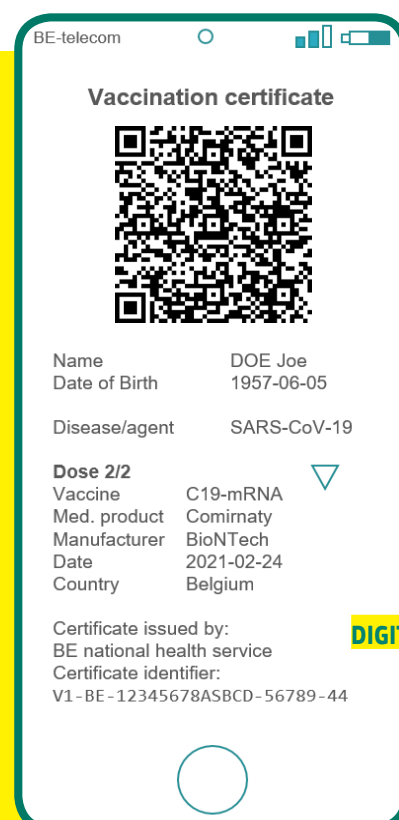 BE-telecom
Vaccination certificate
Name DOE Joe
Date of Birth 1957-06-05
Disease/agent SARS-CoV-19
Dose 2/2
Vaccine C19-mRNA
Med. product Comirnaty
Manufacturer BioNTech
Date 2021-02-24
Country Belgium
Certificate issued by:
BE national health service
Certificate identifier:
V1-BE-12345678ASBCD-56789-44
DIGIT